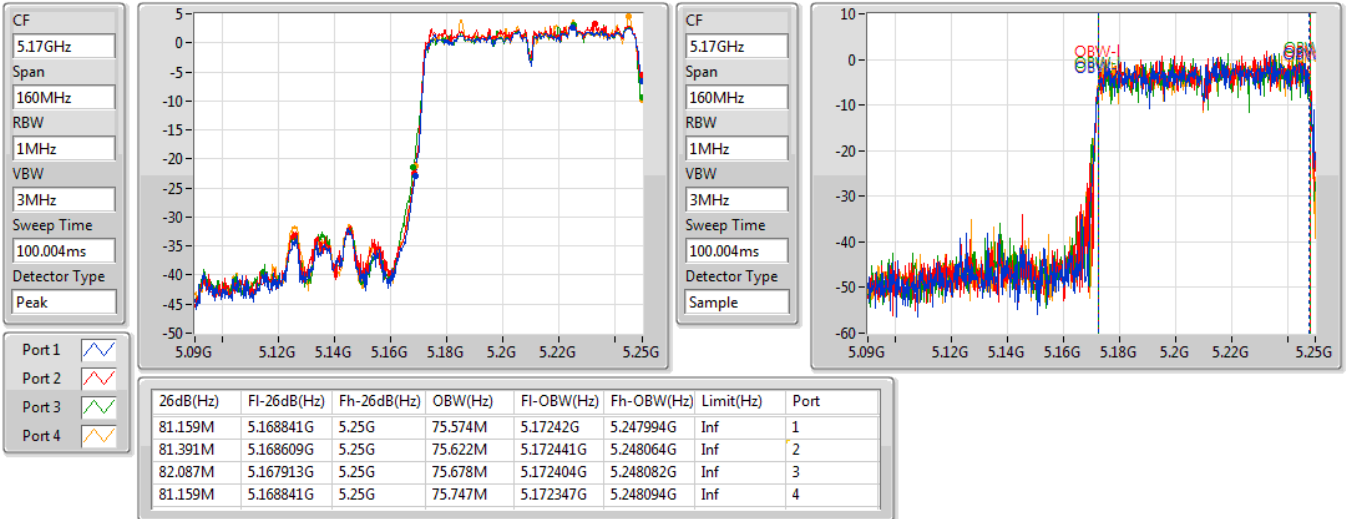 CF
5.17GHz
Span
160MHz
RBW
1MHz
VBW
3MHz
Sweep Time
100.004ms
Detector Type
Peak
5-
0-
-5-
-10-
-15-
-20-
-25-
-30-
-35-
-40-
-45-
-50-
5.09G 5.12G 5.14G 5.16G 5.18G 5.2G 5.22G 5.25G
CF
5.17GHz
Span
160MHz
RBW
1MHz
VBW
3MHz
Sweep Time
100.004ms
Detector Type
Sample
10-
0-
-10-
-20-
-30-
-40-
-50-
-60-
OBW-l
5.09G 5.12G 5.14G 5.16G 5.18G 5.2G 5.22G 5.25G
Port 1
Port 2
Port 3
Port 4
26dB(Hz) Fl-26dB(Hz) Fh-26dB(Hz) OBW(Hz) Fl-OBW(Hz) Fh-OBW(Hz) Limit(Hz) Port
81.159M 5.168841G 5.25G 75.574M 5.17242G 5.247994G Inf 1
81.391M 5.168609G 5.25G 75.622M 5.172441G 5.248064G Inf 2
82.087M 5.167913G 5.25G 75.678M 5.172404G 5.248082G Inf 3
81.159M 5.168841G 5.25G 75.747M 5.172347G 5.248094G Inf 4